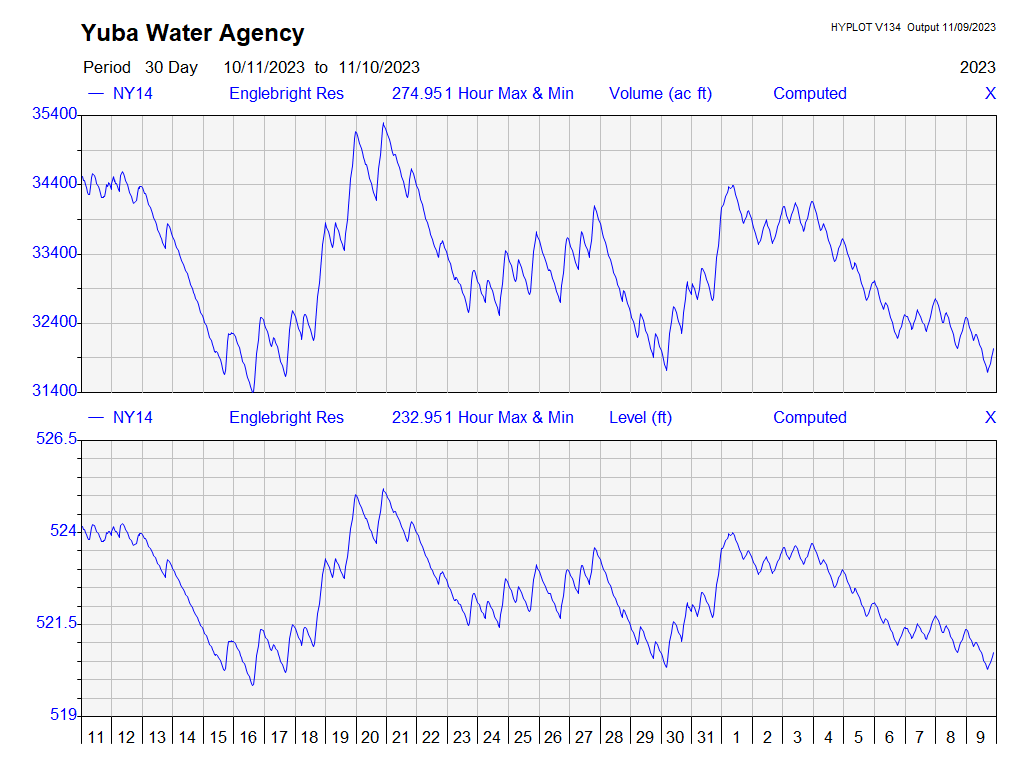 Yuba Water Agency
HYPLOT V134 Output 11/09/2023
Period 30 Day 10/11/2023 to 11/10/2023 2023
— NY14 Englebright Res 274.951 Hour Max & Min Volume (ac ft) Computed X
35400
34400
33400
32400
31400
— NY14 Englebright Res 232.951 Hour Max & Min Level (ft) Computed X
526.5
524
521.5
519
11 12 13 14 15 16 17 18 19 20 21 22 23 24 25 26 27 28 29 30 31 1 2 3 4 5 6 7 8 9